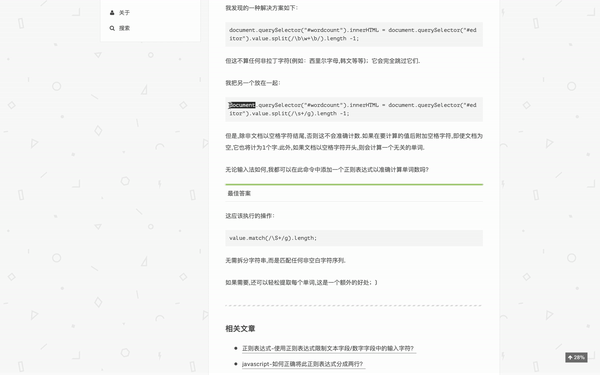 关于
搜索
我发现的一种解决方案如下:
document.querySelector("#wordcount").innerHTML = document.querySelector("#ed
itor").value.split(/\b\w+\b/).length -1;
但这不算任何非拉丁字符(例如：西里尔字母,韩文等等)；它会完全跳过它们.
我把另一个放在一起:
document.querySelector("#wordcount").innerHTML = document.querySelector("#ed
itor").value.split(/\s+/g).length -1;
但是,除非文档以空格字符结尾,否则这不会准确计数.如果在要计算的值后附加空格字符,即使文档为
空,它也将计为1个字.此外,如果文档以空格字符开头,则会计算一个无关的单词.
无论输入法如何,我都可以在此命令中添加一个正则表达式以准确计算单词数吗?
最佳答案
这应该执行的操作:
value.match(/\S+/g).length;
无需拆分字符串,而是匹配任何非空白字符序列.
如果需要,还可以轻松提取每个单词,这是一个额外的好处；)
相关文章
正则表达式-使用正则表达式限制文本字段/数字字段中的输入字符?
javascript-如何正确将此正则表达式分成两行?
28%